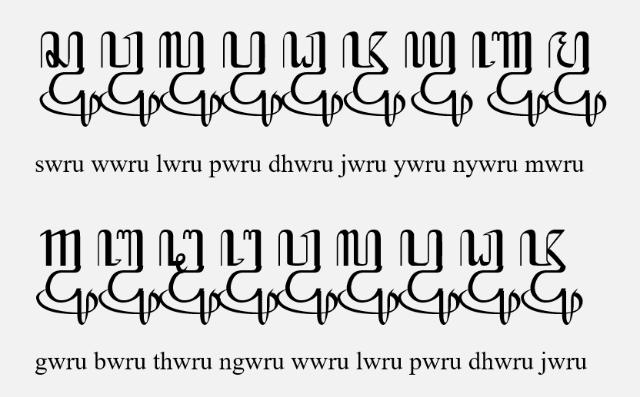 ꦱ꧀ꦮꦿꦸꦮ꧀ꦮꦿꦸꦭ꧀ꦮꦿꦸꦥ꧀ꦮꦿꦸꦝ꧀ꦮꦿꦸꦗ꧀ꦮꦿꦸꦪ꧀ꦮꦿꦸꦚ꧀ꦮꦿꦸꦩ꧀ꦮꦿꦸ
swru wwru lwru pwru dhwru jwru ywru nywru mwru
ꦒ꧀ꦮꦿꦸꦧ꧀ꦮꦿꦸꦛ꧀ꦮꦿꦸꦔ꧀ꦮꦿꦸꦮ꧀ꦮꦿꦸꦭ꧀ꦮꦿꦸꦥ꧀ꦮꦿꦸꦝ꧀ꦮꦿꦸꦗ꧀ꦮꦿꦸ
gwru bwru thwru ngwru wwru lwru pwru dhwru jwru